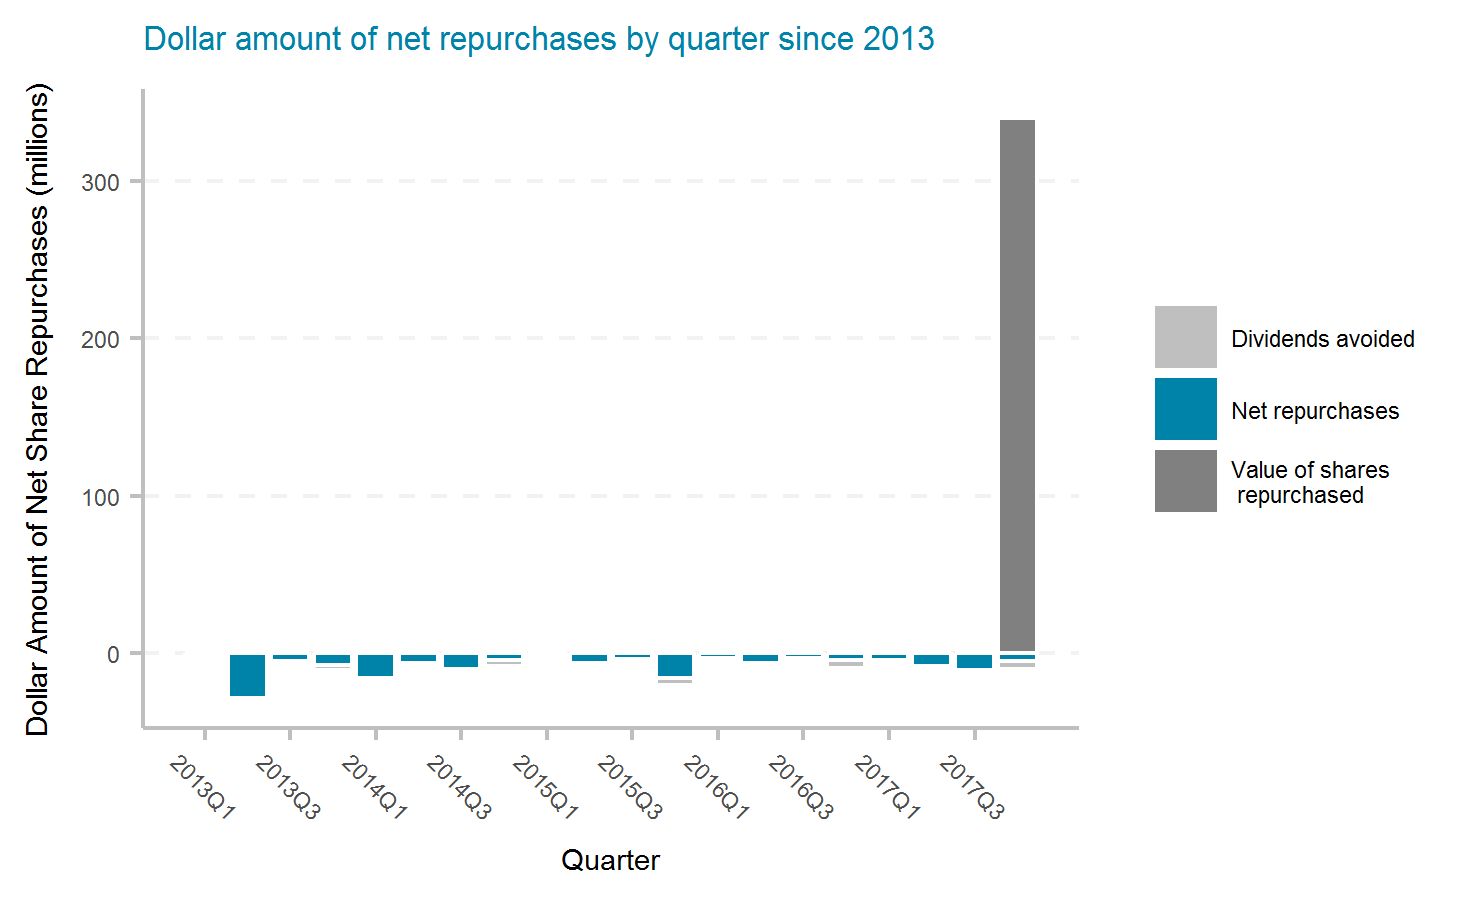 Dollar amount of net repurchases by quarter since 2013
Dollar Amount of Net Share Repurchases (millions)
300
200
100
0
2013Q1
2013Q3
2014Q1
2014Q3
2015Q1
2015Q3
2016Q1
2016Q3
2017Q1
2017Q3
Quarter
Dividends avoided
Net repurchases
Value of shares
repurchased